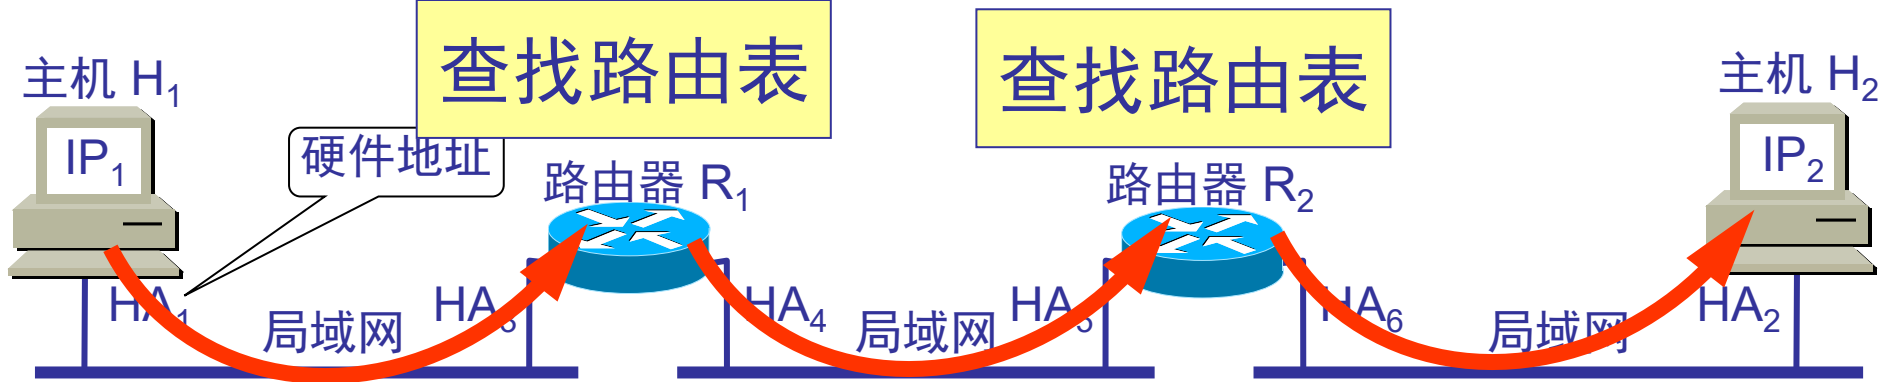 查找路由表
查找路由表
主机 H1
主机 H2
IP1
硬件地址
路由器 R1
路由器 R2
IP2
HA1
局域网
HA3
HA4
局域网
HA5
HA6
局域网
HA2